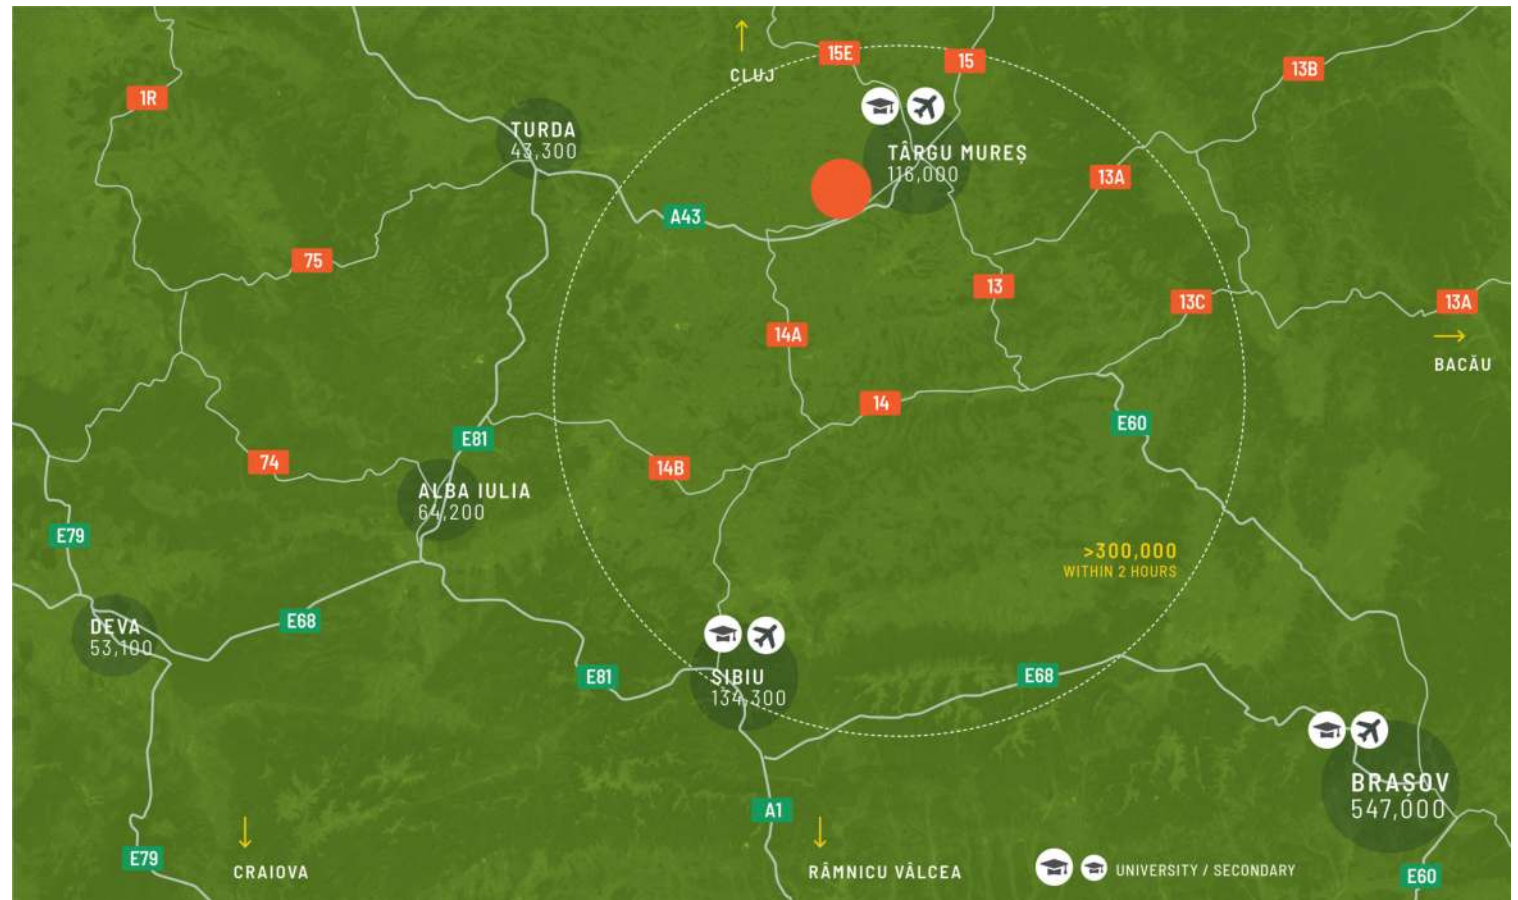 15E
15
13B
CLUJ
1R
TURDA
43,300
TÂRGU MUREȘ
116,000
13A
A43
75
13
13C
13A
14A
BACĂU
14
E60
E81
74
14B
ALBA IULIA
64,200
E79
>300,000
WITHIN 2 HOURS
E68
DEVA
53,100
E81
SIBIU
134,300
E68
BRAȘOV
547,000
A1
E79
CRAIOVA
RÂMNICU VÂLCEA
UNIVERSITY / SECONDARY
E60